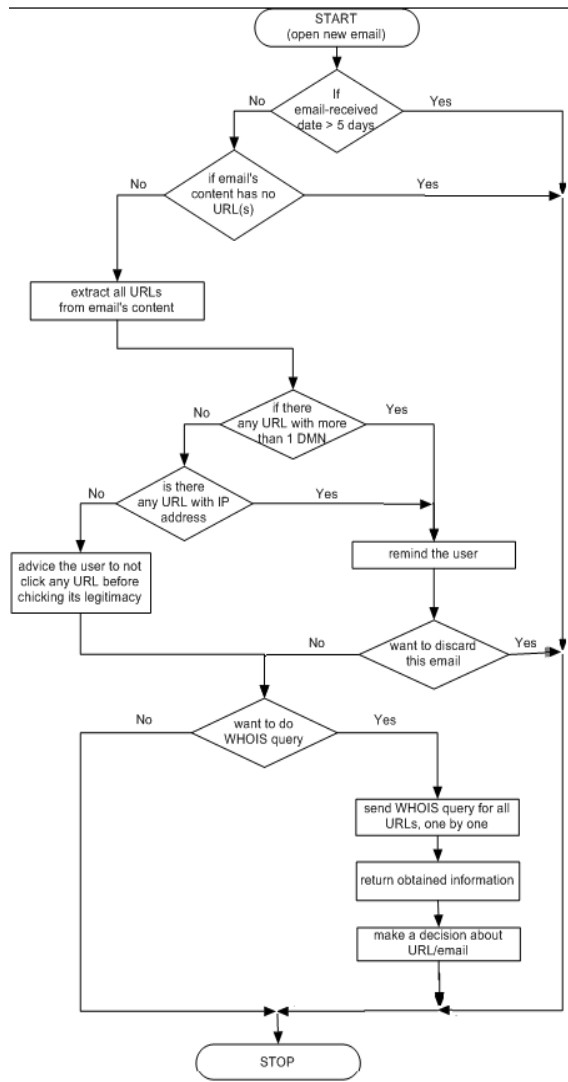 START
(open new email)
If
email-received
date > 5 days
No
Yes
if email's
content has no
URL(s)
No
Yes
extract all URLs
from email's content
if there
any URL with more
than 1 DMN
No
Yes
is there
any URL with IP
address
No
Yes
advice the user to not
click any URL before
chicking its legitimacy
remind the user
want to discard
this email
No
Yes
want to do
WHOIS query
No
Yes
send WHOIS query for all
URLs, one by one
return obtained information
make a decision about
URL/email
STOP